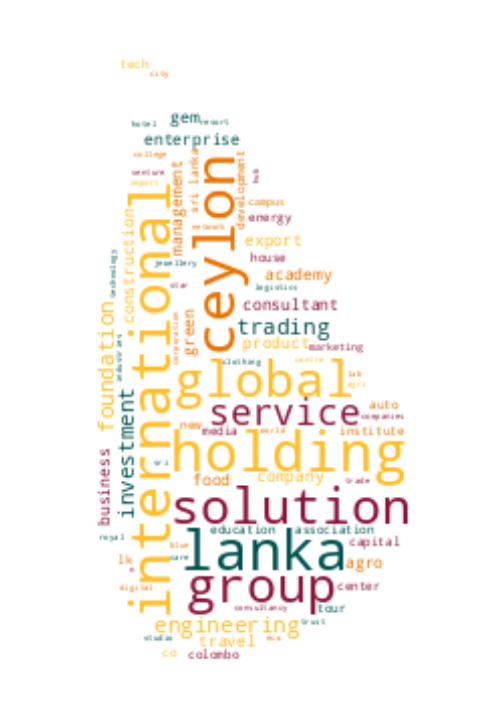 tech
city
gem
hotel
resort
enterprise
college
sri lanka
management
development
hub
venture
import
international
ceylon
campus
construction
energy
network
export
technology
house
jewellery
academy
star
logistics
foundation
consultant
green
corporation
trading
product
marketing
industries
clothing
centre
global
lab
agri
investment
service
auto
companies
new
media
world
institute
holding
business
sri
food
company
trade
solution
education
association
royal
lanka
blue
capital
lk
care
agro
e
group
digital
center
consultancy
tour
engineering
trust
studio
travel
eco
co
colombo